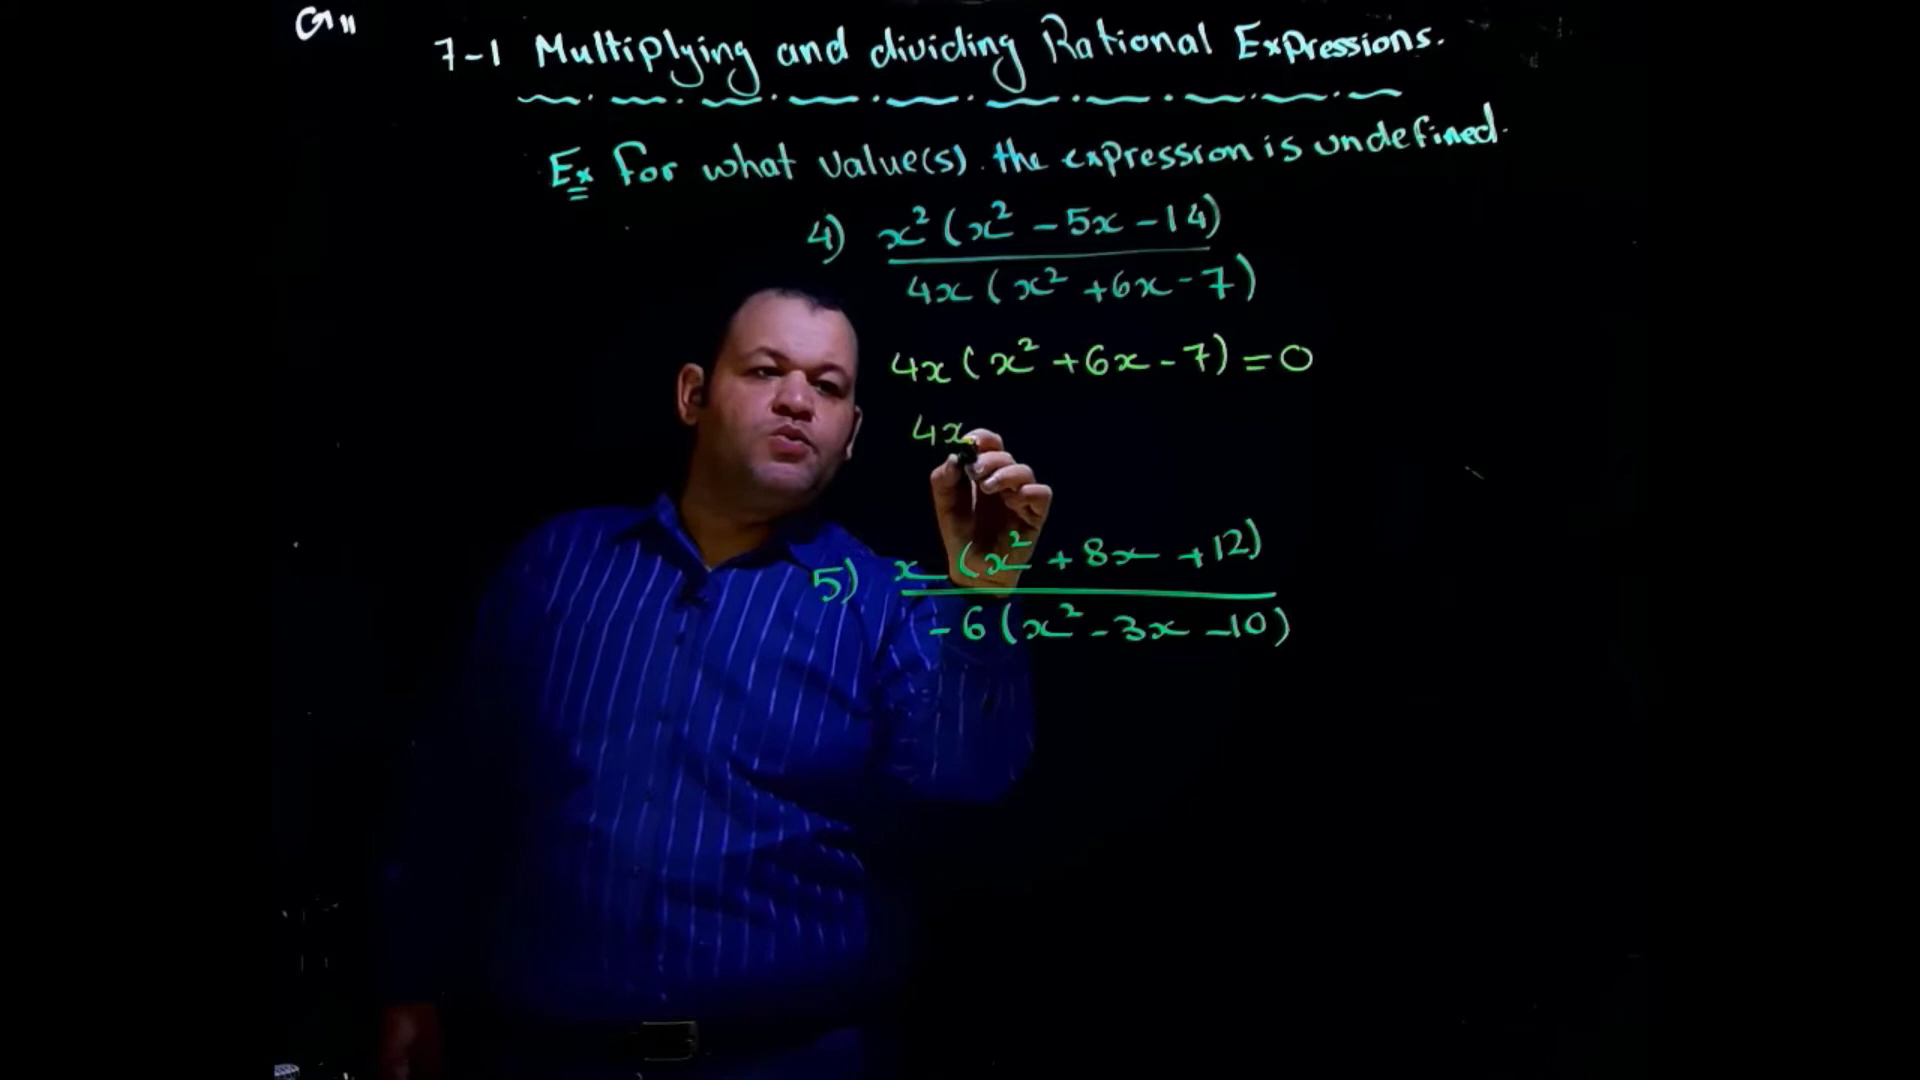 G11
7-1 Multiplying and dividing Rational Expressions.
Ex For what value(s) the expression is undefined.
4) x² (x² - 5x - 14)
4x (x² + 6x - 7)
4x (x² + 6x - 7) = 0
4x
5) x (x² + 8x + 12)
- 6 (x² - 3x - 10)